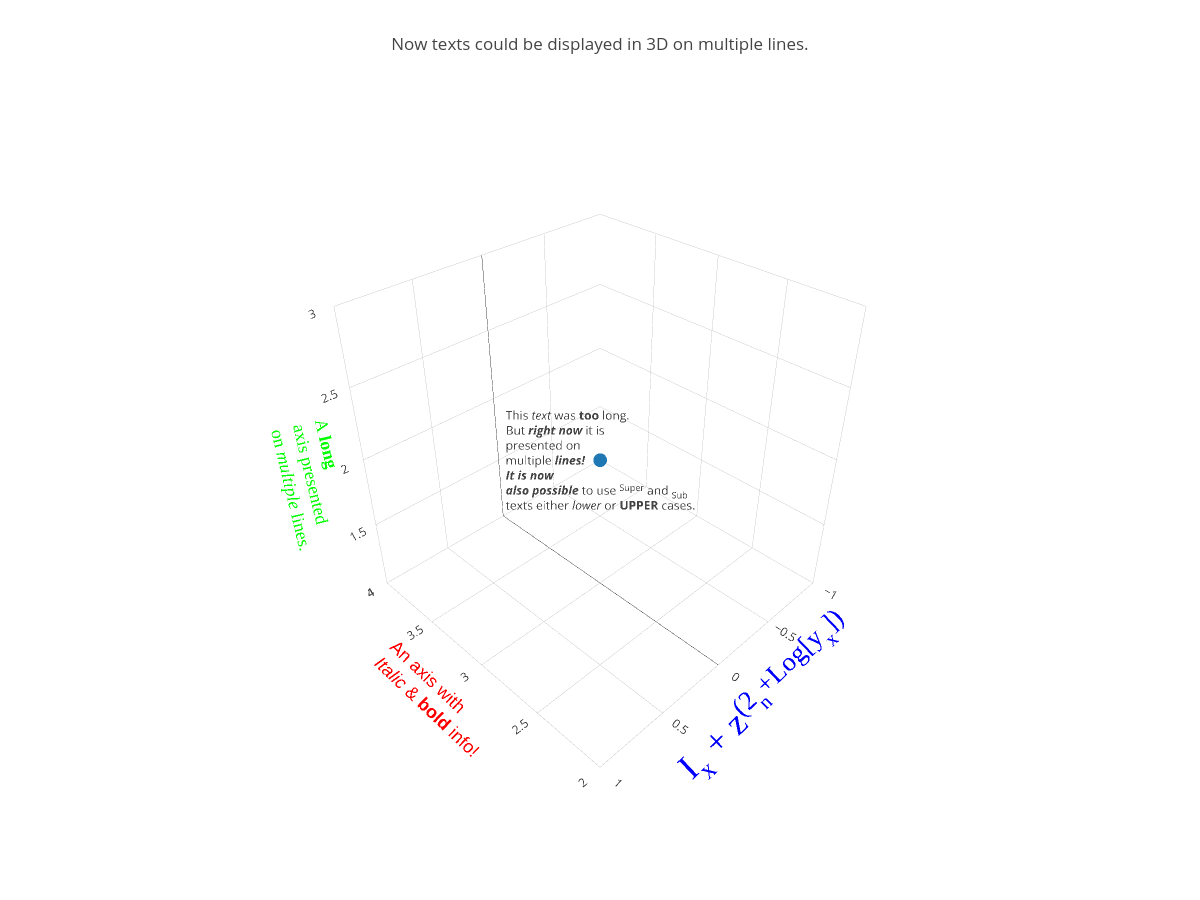 Now texts could be displayed in 3D on multiple lines.
3
2.5
2
1.5
A long
axis presented
on multiple lines.
This text was too long.
But right now it is
presented on
multiple lines!
It is now
also possible to use Super and Sub
texts either lower or UPPER cases.
4
3.5
3
2.5
2
An axis with
Italic & bold info!
−1
−0.5
0
0.5
1
I_x + z^(2_n+Log[y_x])